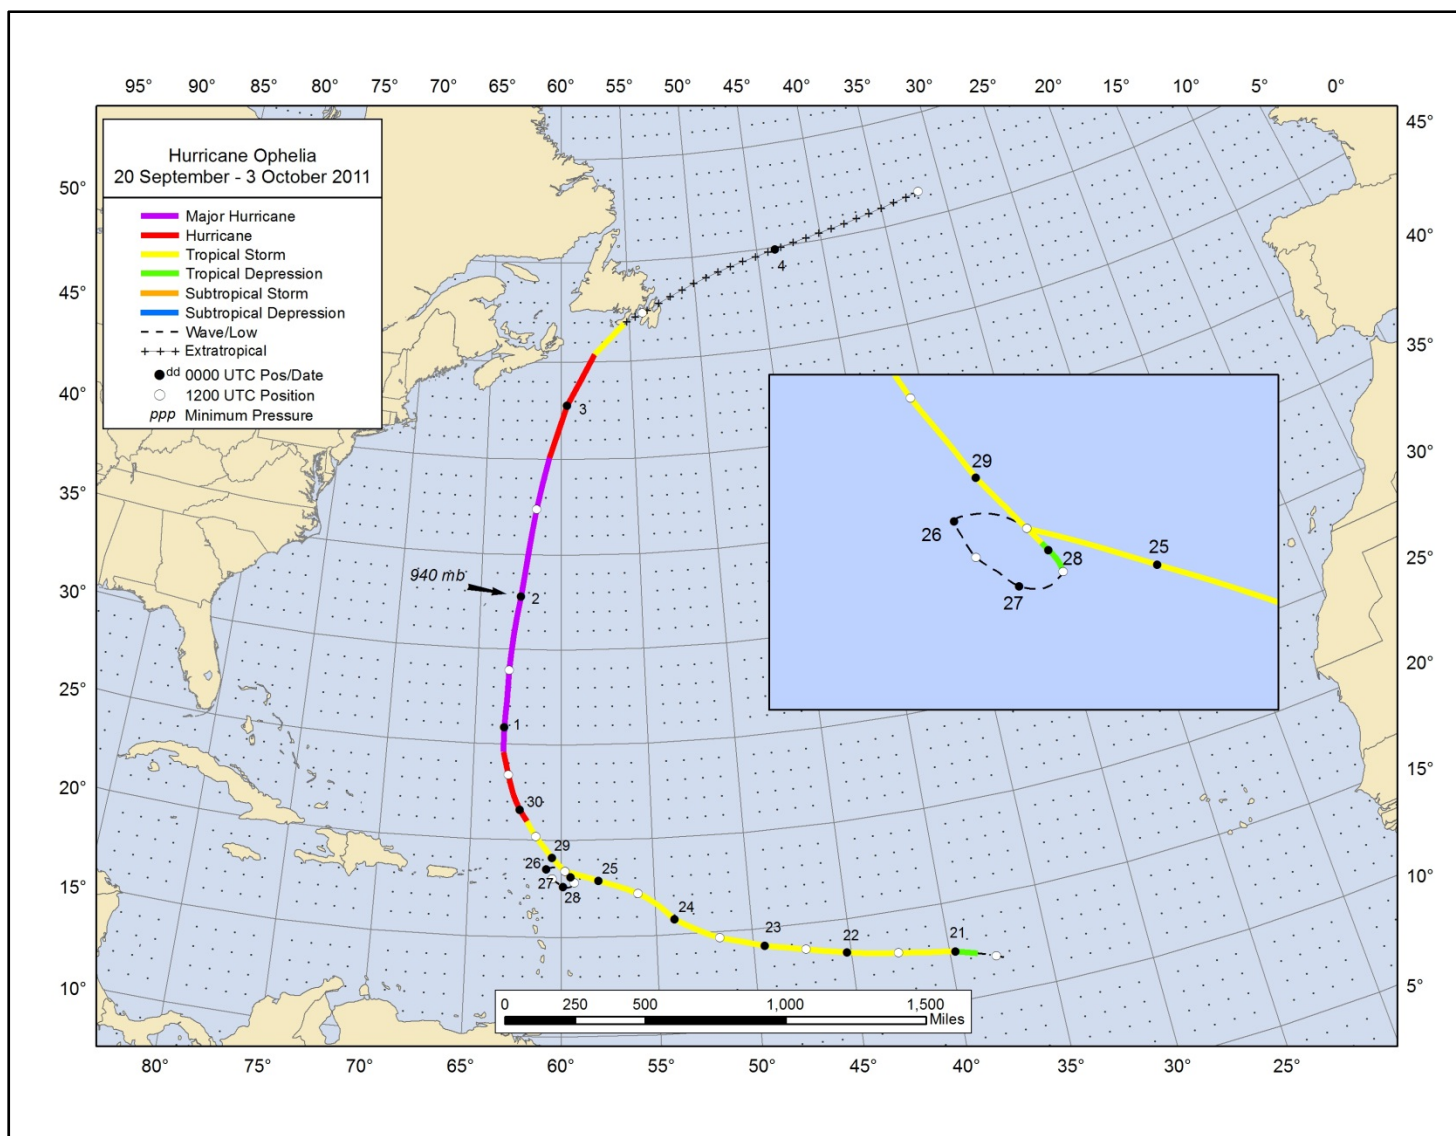 95° 90° 85° 80° 75° 70° 65° 60° 55° 50° 45° 40° 35° 30° 25° 20° 15° 10° 5° 0°
Hurricane Ophelia
20 September - 3 October 2011
Major Hurricane
Hurricane
Tropical Storm
Tropical Depression
Subtropical Storm
Subtropical Depression
Wave/Low
Extratropical
dd 0000 UTC Pos/Date
1200 UTC Position
ppp Minimum Pressure
50°
45°
40°
35°
30°
25°
20°
15°
10°
45°
40°
35°
30°
25°
20°
15°
10°
5°
4
3
940 mb
2
1
30
29
26
25
27
28
24
23
22
21
29
26
25
28
27
0 250 500 1,000 1,500
Miles
80° 75° 70° 65° 60° 55° 50° 45° 40° 35° 30° 25°